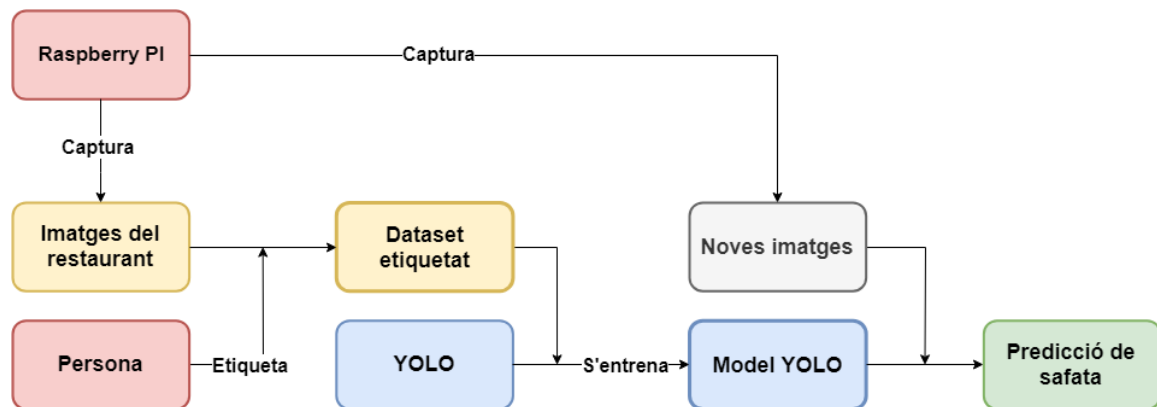 Raspberry PI
Captura
Captura
Imatges del
restaurant
Dataset
etiquetat
Noves imatges
Persona
Etiqueta
YOLO
S'entrena
Model YOLO
Predicció de
safata